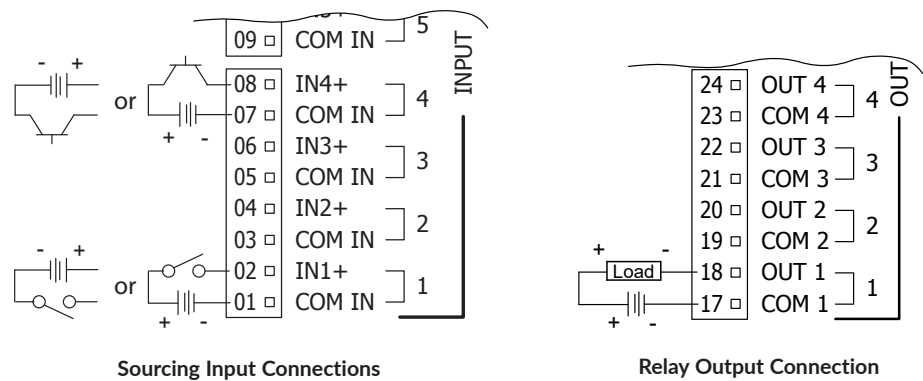 5
09 COM IN
- +
or
08 IN4+
4
07 COM IN
+ -
06 IN3+
3
05 COM IN
04 IN2+
2
03 COM IN
- +
or
02 IN1+
1
01 COM IN
+ -
INPUT
Sourcing Input Connections
24 OUT 4
4
23 COM 4
22 OUT 3
3
21 COM 3
20 OUT 2
2
19 COM 2
+ Load -
18 OUT 1
1
17 COM 1
+ -
OUT
Relay Output Connection